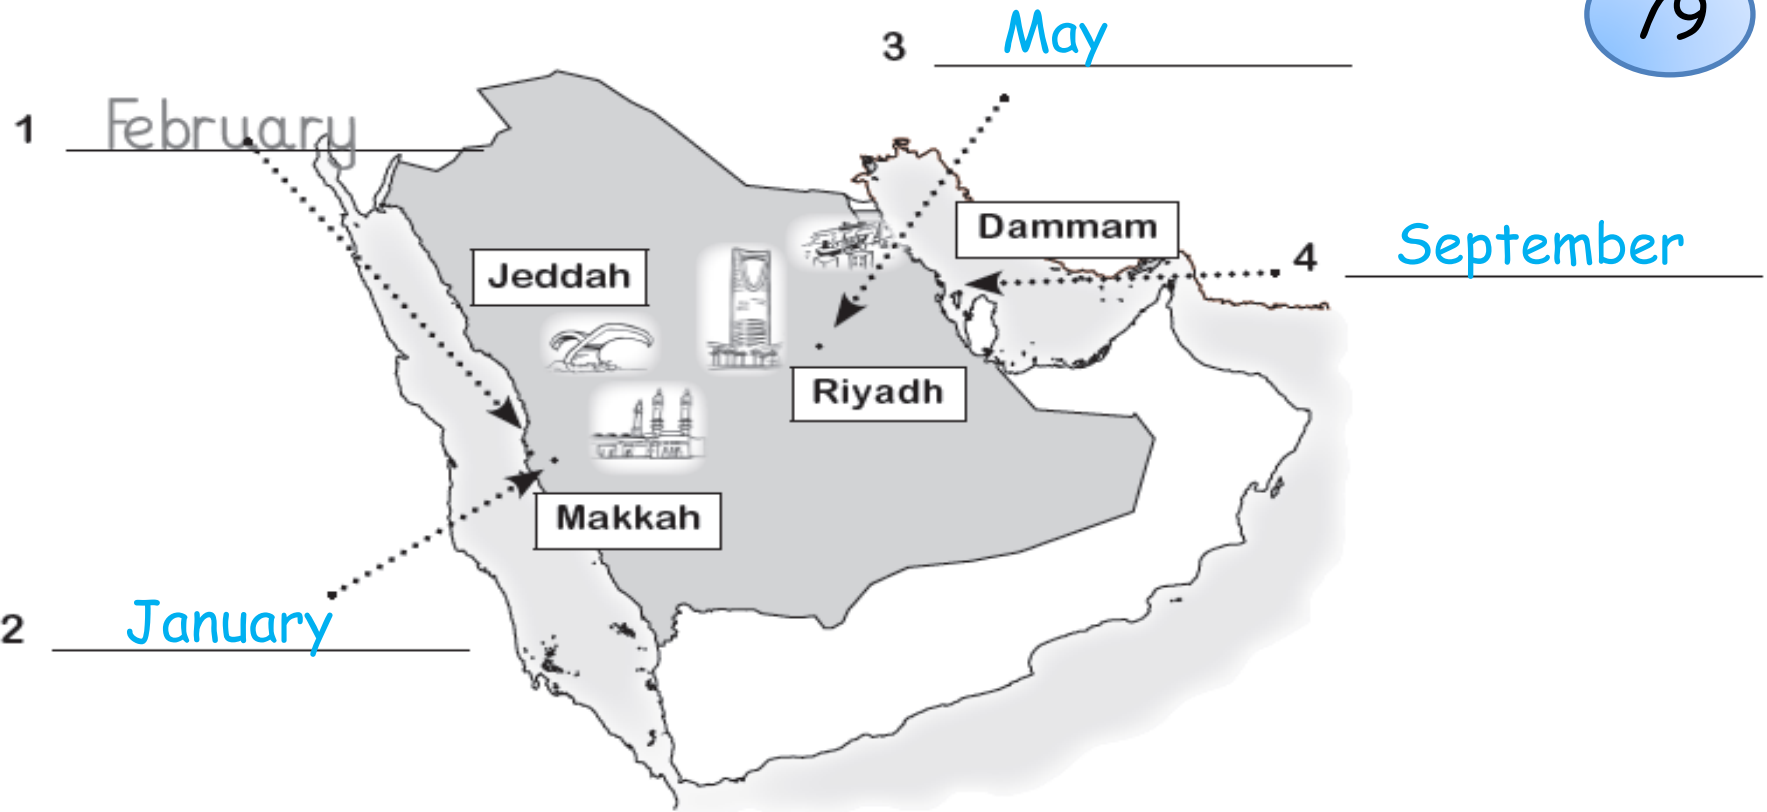 79
3 May
1 February
Dammam
4 September
Jeddah
Riyadh
Makkah
2 January